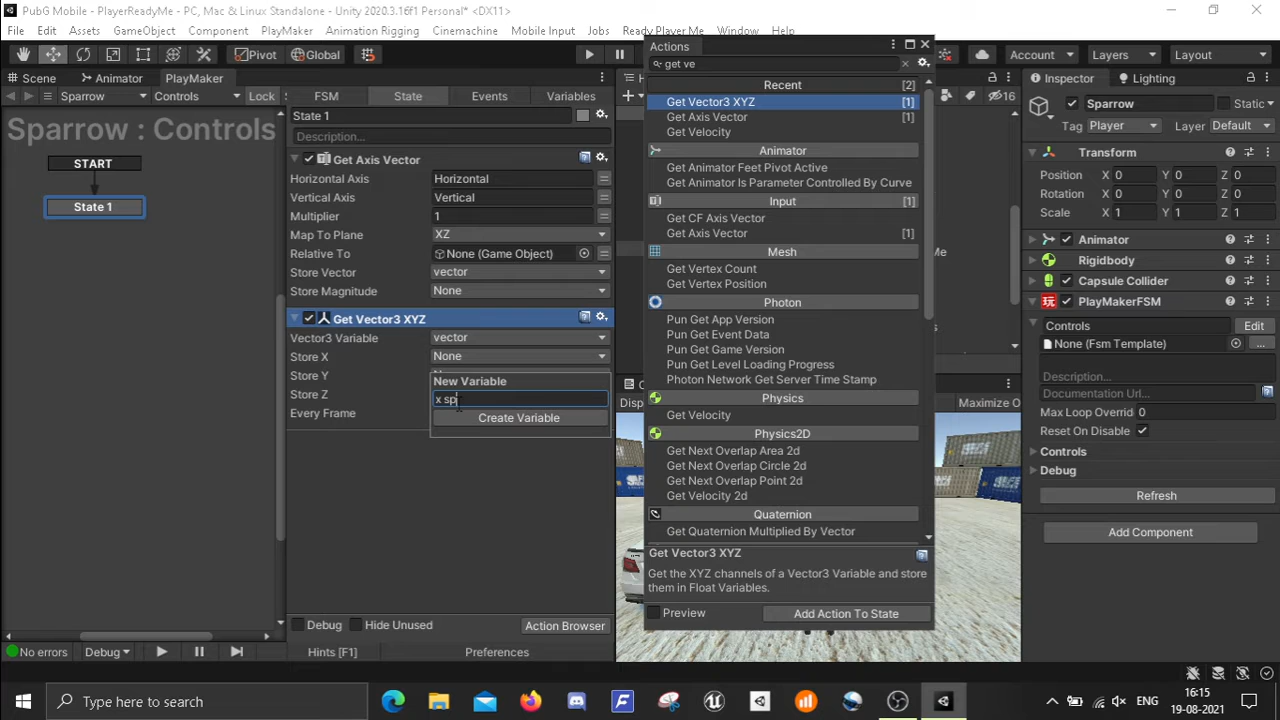 PubG Mobile - PlayerReadyMe - PC, Mac & Linux Standalone - Unity 2020.3.16f1 Personal* <DX11>
File Edit Assets GameObject Component PlayMaker Animation Rigging Cinemachine Mobile Input Jobs Ready Player Me Window Help
Pivot Global Account Layers Layout
Scene Animator PlayMaker
Sparrow Controls Lock
Sparrow : Controls
START
State 1
FSM State Events Variables
State 1
Description...
Get Axis Vector
Horizontal Axis Horizontal
Vertical Axis Vertical
Multiplier 1
Map To Plane XZ
Relative To None (Game Object)
Store Vector vector
Store Magnitude None
Get Vector3 XYZ
Vector3 Variable vector
Store X None
Store Y
Store Z
Every Frame
New Variable
x sp
Create Variable
Debug Hide Unused Action Browser
No errors Debug Hints [F1] Preferences
Actions
get ve
Recent [2]
Get Vector3 XYZ [1]
Get Axis Vector [1]
Get Velocity
Animator
Get Animator Feet Pivot Active
Get Animator Is Parameter Controlled By Curve
Input [1]
Get CF Axis Vector
Get Axis Vector [1]
Mesh
Get Vertex Count
Get Vertex Position
Photon
Pun Get App Version
Pun Get Event Data
Pun Get Game Version
Pun Get Level Loading Progress
Photon Network Get Server Time Stamp
Physics
Get Velocity
Physics2D
Get Next Overlap Area 2d
Get Next Overlap Circle 2d
Get Next Overlap Point 2d
Get Velocity 2d
Quaternion
Get Quaternion Multiplied By Vector
Get Vector3 XYZ
Get the XYZ channels of a Vector3 Variable and store
them in Float Variables.
Preview Add Action To State
16
Me
Maximize O
Inspector Lighting
Sparrow Static
Tag Player Layer Default
Transform
Position X 0 Y 0 Z 0
Rotation X 0 Y 0 Z 0
Scale X 1 Y 1 Z 1
Animator
Rigidbody
Capsule Collider
PlayMakerFSM
Controls Edit
None (Fsm Template) ...
Description...
Documentation Url...
Max Loop Overrid 0
Reset On Disable
Controls
Debug
Refresh
Add Component
Type here to search
ENG
16:15
19-08-2021